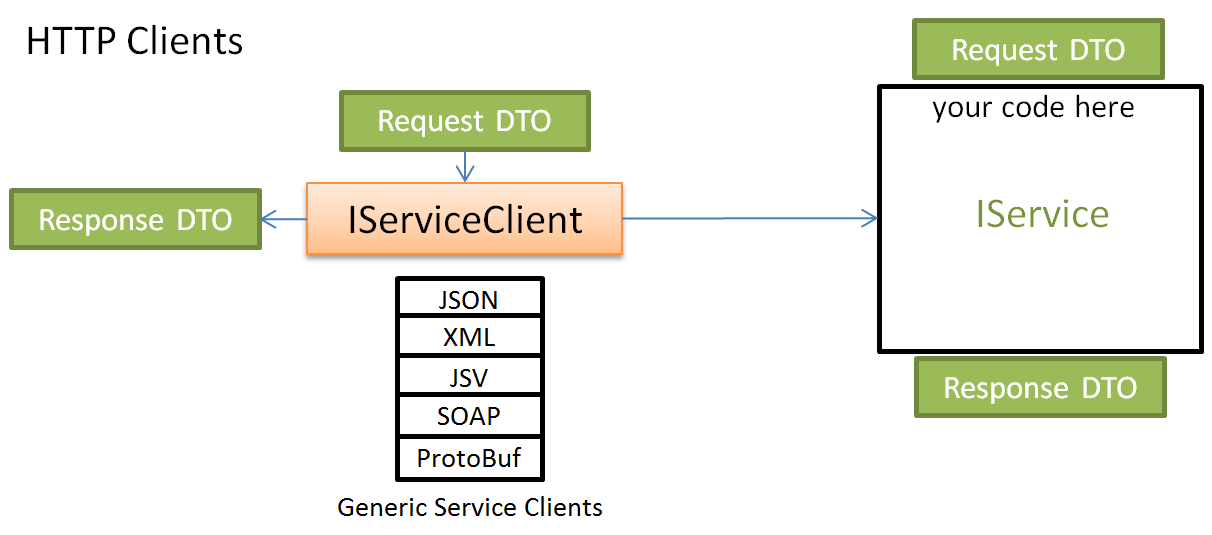 HTTP Clients
Request DTO
Request DTO
your code here
Response DTO
IServiceClient
IService
JSON
XML
JSV
SOAP
ProtoBuf
Response DTO
Generic Service Clients